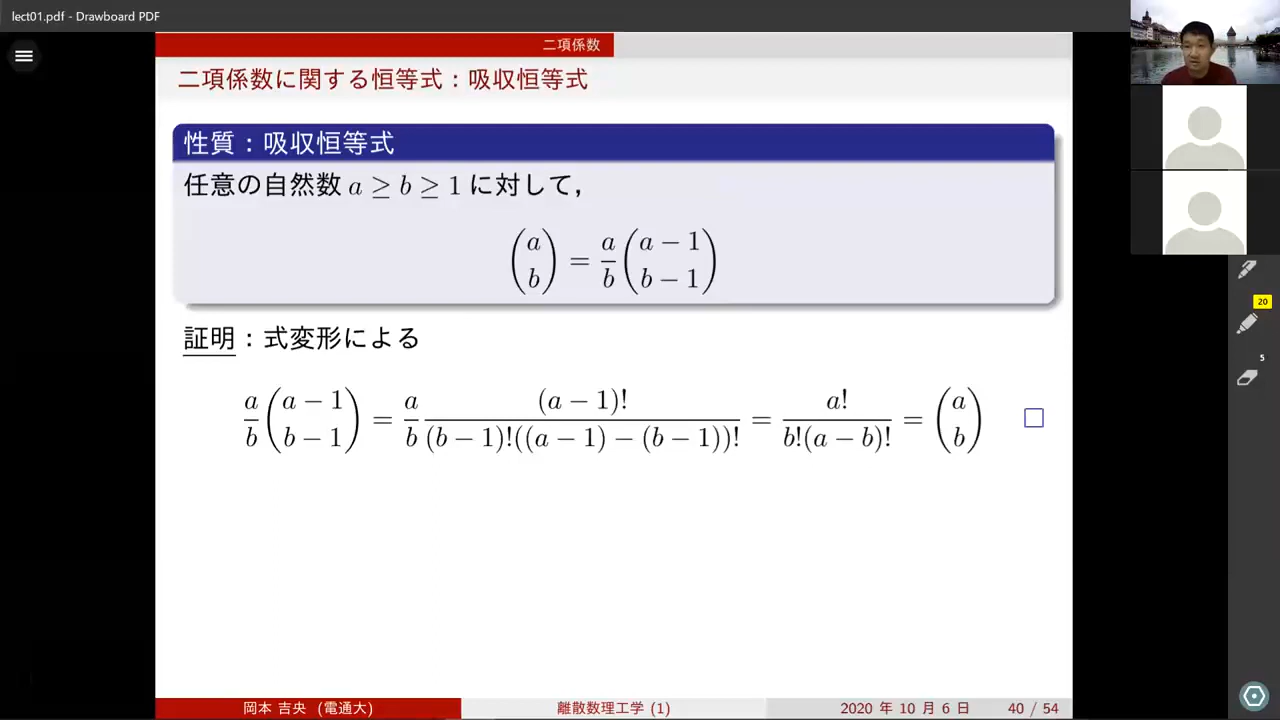 lect01.pdf - Drawboard PDF
二項係数
二項係数に関する恒等式：吸収恒等式
性質：吸収恒等式
任意の自然数 a ≥ b ≥ 1 に対して，
(a b) = a/b (a − 1 b − 1)
証明：式変形による
a/b (a − 1 b − 1) = a/b (a − 1)!/(b − 1)!((a − 1) − (b − 1))! = a!/b!(a − b)! = (a b) □
20
5
岡本 吉央 (電通大) 離散数理工学 (1) 2020 年 10 月 6 日 40 / 54